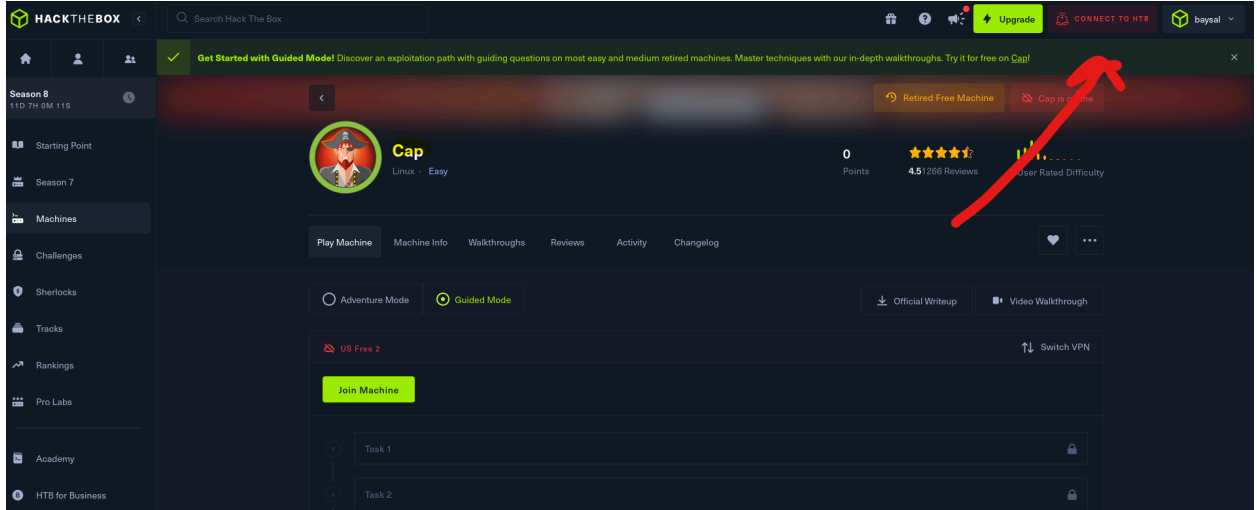 HACKTHEBOX
Search Hack The Box
Upgrade
CONNECT TO HTB
baysal
Get Started with Guided Mode! Discover an exploitation path with guiding questions on most easy and medium retired machines. Master techniques with our in-depth walkthroughs. Try it for free on Cap!
Season 8
11D 7H 0M 11S
Starting Point
Season 7
Machines
Challenges
Sherlocks
Tracks
Rankings
Pro Labs
Academy
HTB for Business
Retired Free Machine
Cap is
Cap
Linux · Easy
0
Points
4.5 1266 Reviews
User Rated Difficulty
Play Machine Machine Info Walkthroughs Reviews Activity Changelog
Adventure Mode Guided Mode
Official Writeup Video Walkthrough
US Free 2
Switch VPN
Join Machine
Task 1
Task 2